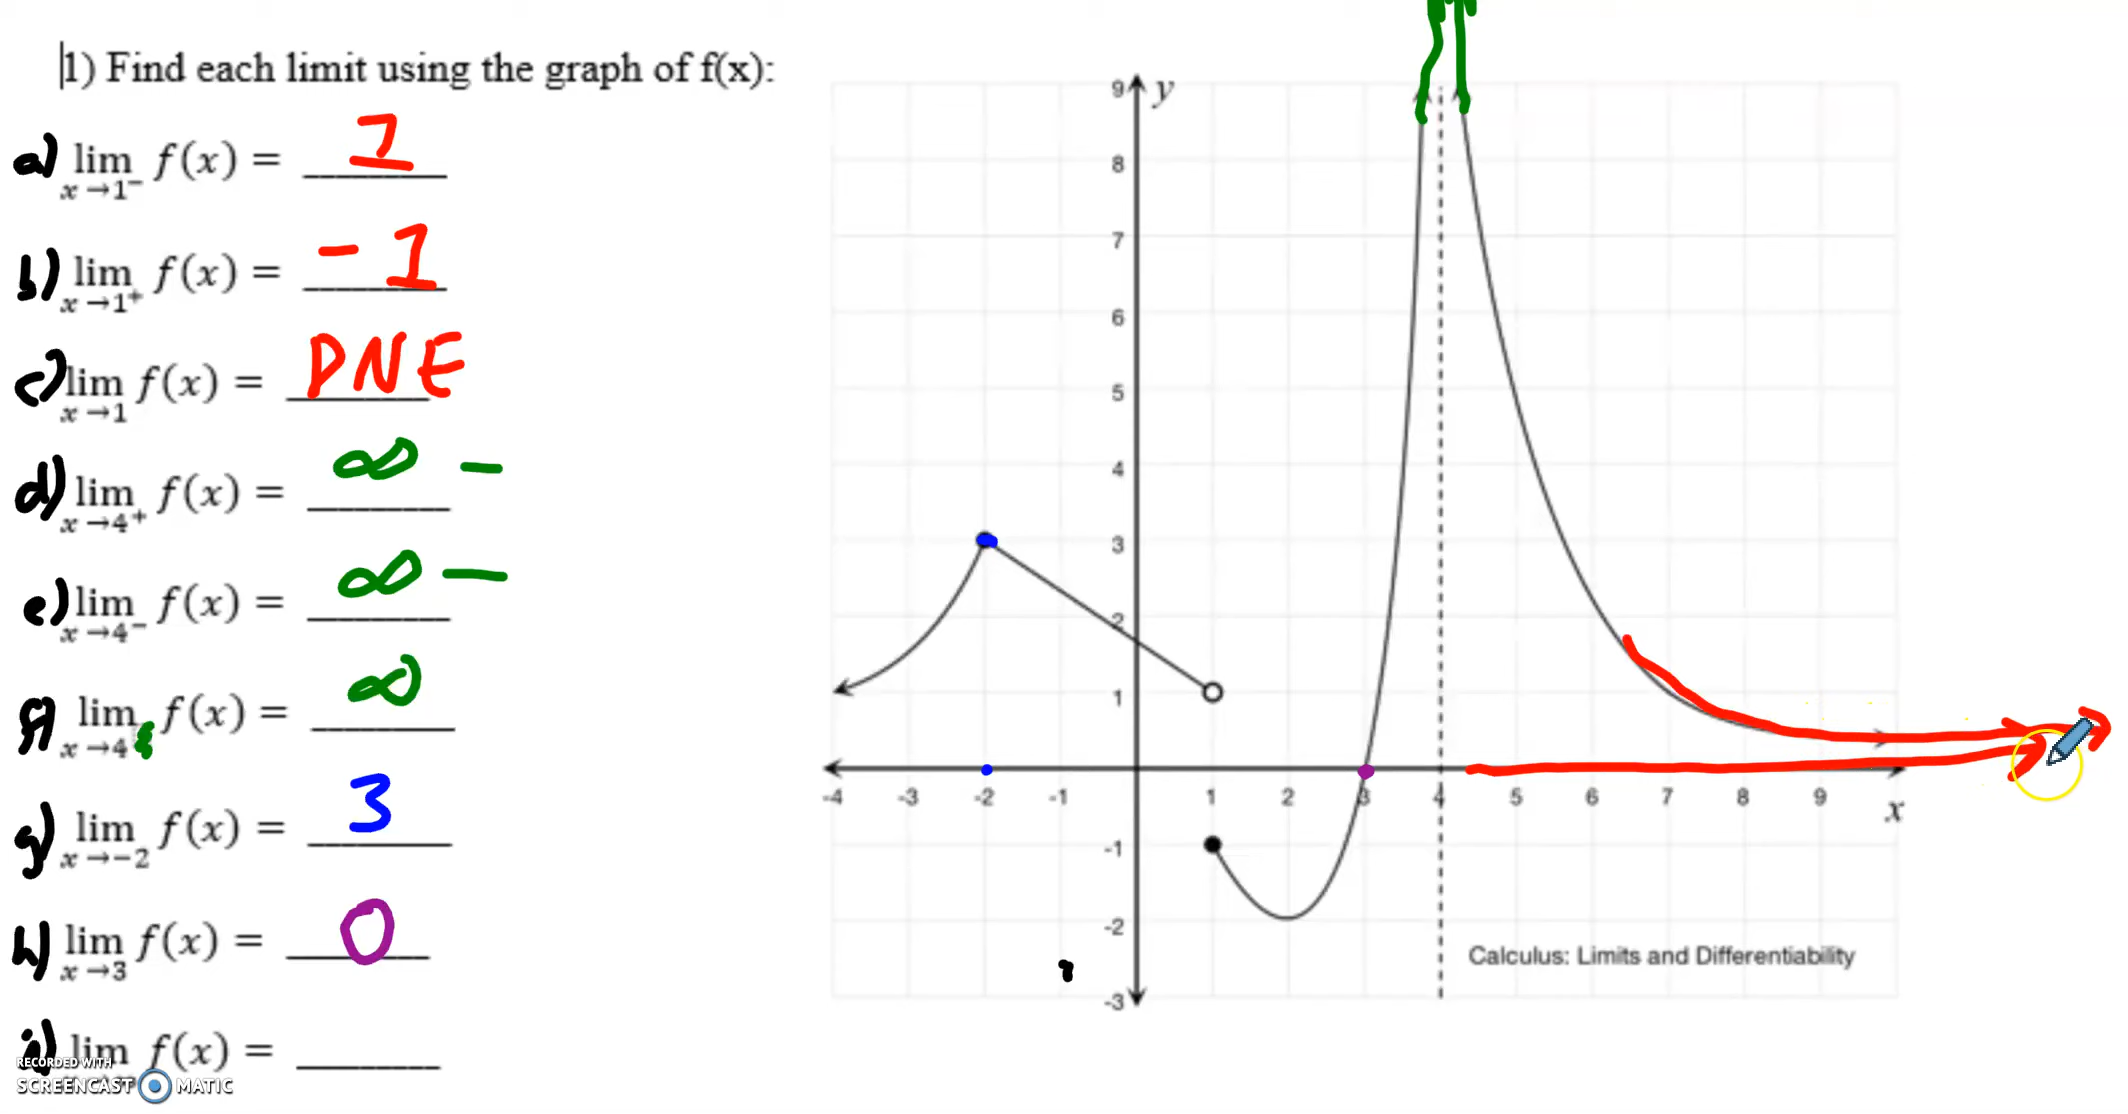 1) Find each limit using the graph of f(x):
a) lim x→1⁻ f(x) = 1
b) lim x→1⁺ f(x) = -1
c) lim x→1 f(x) = DNE
d) lim x→4⁺ f(x) = ∞ -
e) lim x→4⁻ f(x) = ∞ -
f) lim x→4 f(x) = ∞
g) lim x→-2 f(x) = 3
h) lim x→3 f(x) = 0
i) lim f(x) = ______
RECORDED WITH
SCREENCAST MATIC
y
9
8
7
6
5
4
3
2
1
-4 -3 -2 -1 1 2 3 4 5 6 7 8 9
x
-1
-2
-3
Calculus: Limits and Differentiability